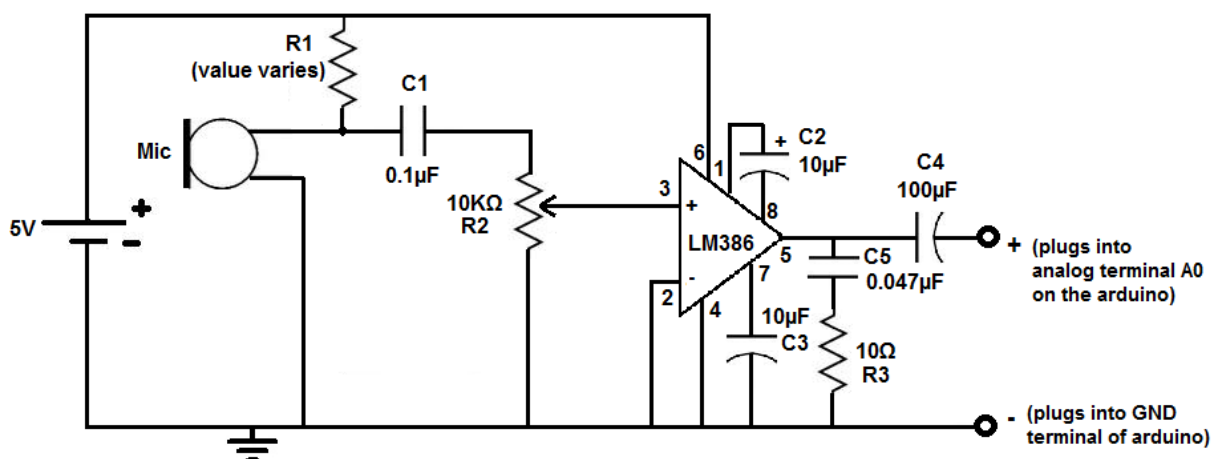 R1
(value varies)
C1
0.1µF
Mic
5V
+
-
10KΩ
R2
3
+
6
1
+
C2
10µF
8
LM386
5
-
2
4
7
10µF
C3
C5
0.047µF
10Ω
R3
C4
100µF
+ (plugs into
analog terminal A0
on the arduino)
- (plugs into GND
terminal of arduino)